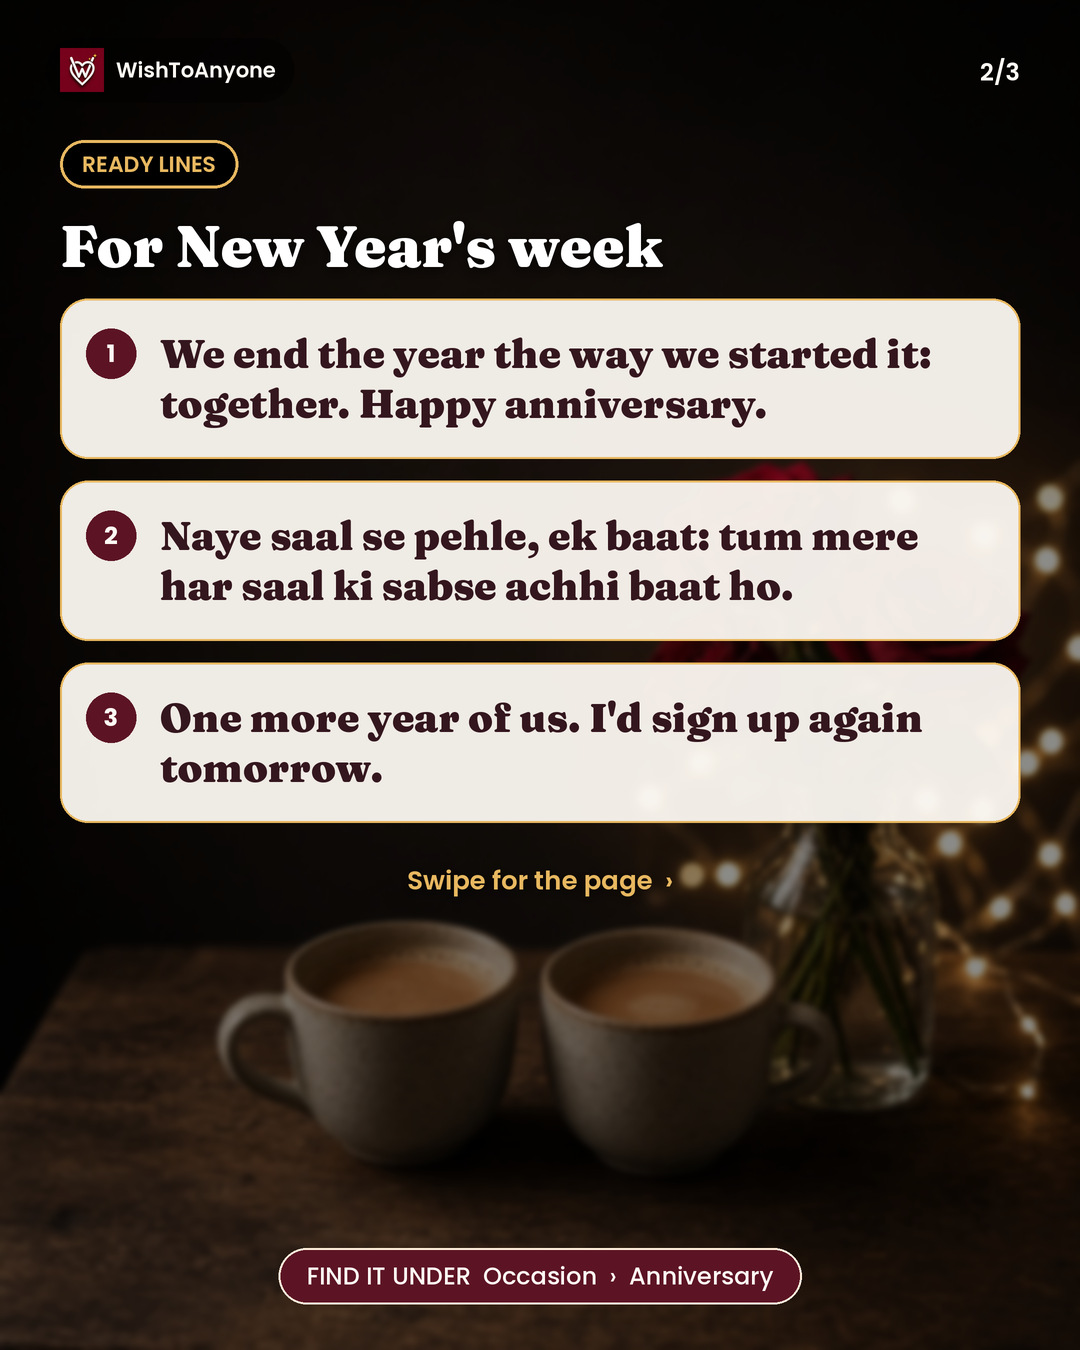 WishToAnyone
2/3
READY LINES
For New Year's week
1
We end the year the way we started it:
together. Happy anniversary.
2
Naye saal se pehle, ek baat: tum mere
har saal ki sabse achhi baat ho.
3
One more year of us. I'd sign up again
tomorrow.
Swipe for the page ›
FIND IT UNDER Occasion › Anniversary